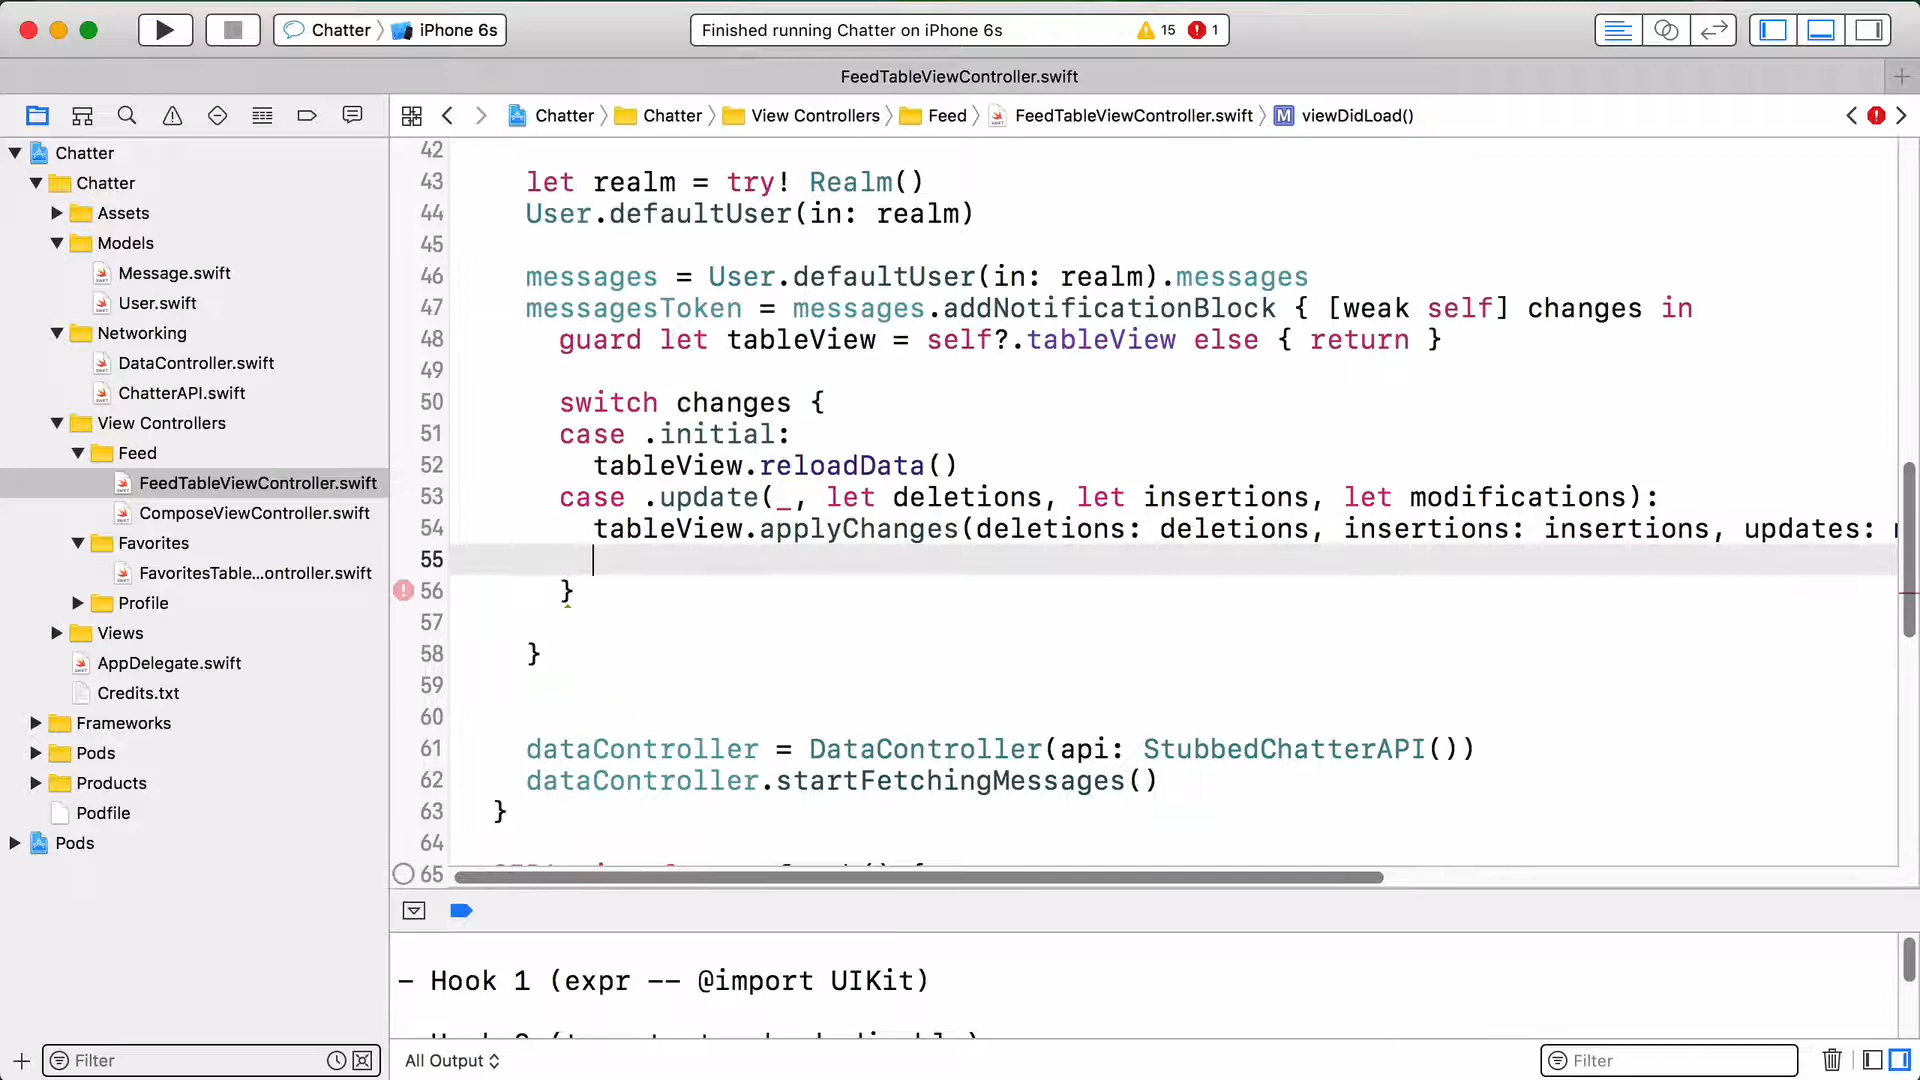 Chatter
iPhone 6s
Finished running Chatter on iPhone 6s
15
1
FeedTableViewController.swift
Chatter
Chatter
View Controllers
Feed
FeedTableViewController.swift
M
viewDidLoad()
Chatter
Chatter
Assets
Models
Message.swift
User.swift
Networking
DataController.swift
ChatterAPI.swift
View Controllers
Feed
FeedTableViewController.swift
ComposeViewController.swift
Favorites
FavoritesTable...ontroller.swift
Profile
Views
AppDelegate.swift
Credits.txt
Frameworks
Pods
Products
Podfile
Pods
Filter
42
43 let realm = try! Realm()
44 User.defaultUser(in: realm)
45
46 messages = User.defaultUser(in: realm).messages
47 messagesToken = messages.addNotificationBlock { [weak self] changes in
48 guard let tableView = self?.tableView else { return }
49
50 switch changes {
51 case .initial:
52 tableView.reloadData()
53 case .update(_, let deletions, let insertions, let modifications):
54 tableView.applyChanges(deletions: deletions, insertions: insertions, updates:
55
56 }
57
58 }
59
60
61 dataController = DataController(api: StubbedChatterAPI())
62 dataController.startFetchingMessages()
63 }
64
65
- Hook 1 (expr -- @import UIKit)
All Output
Filter